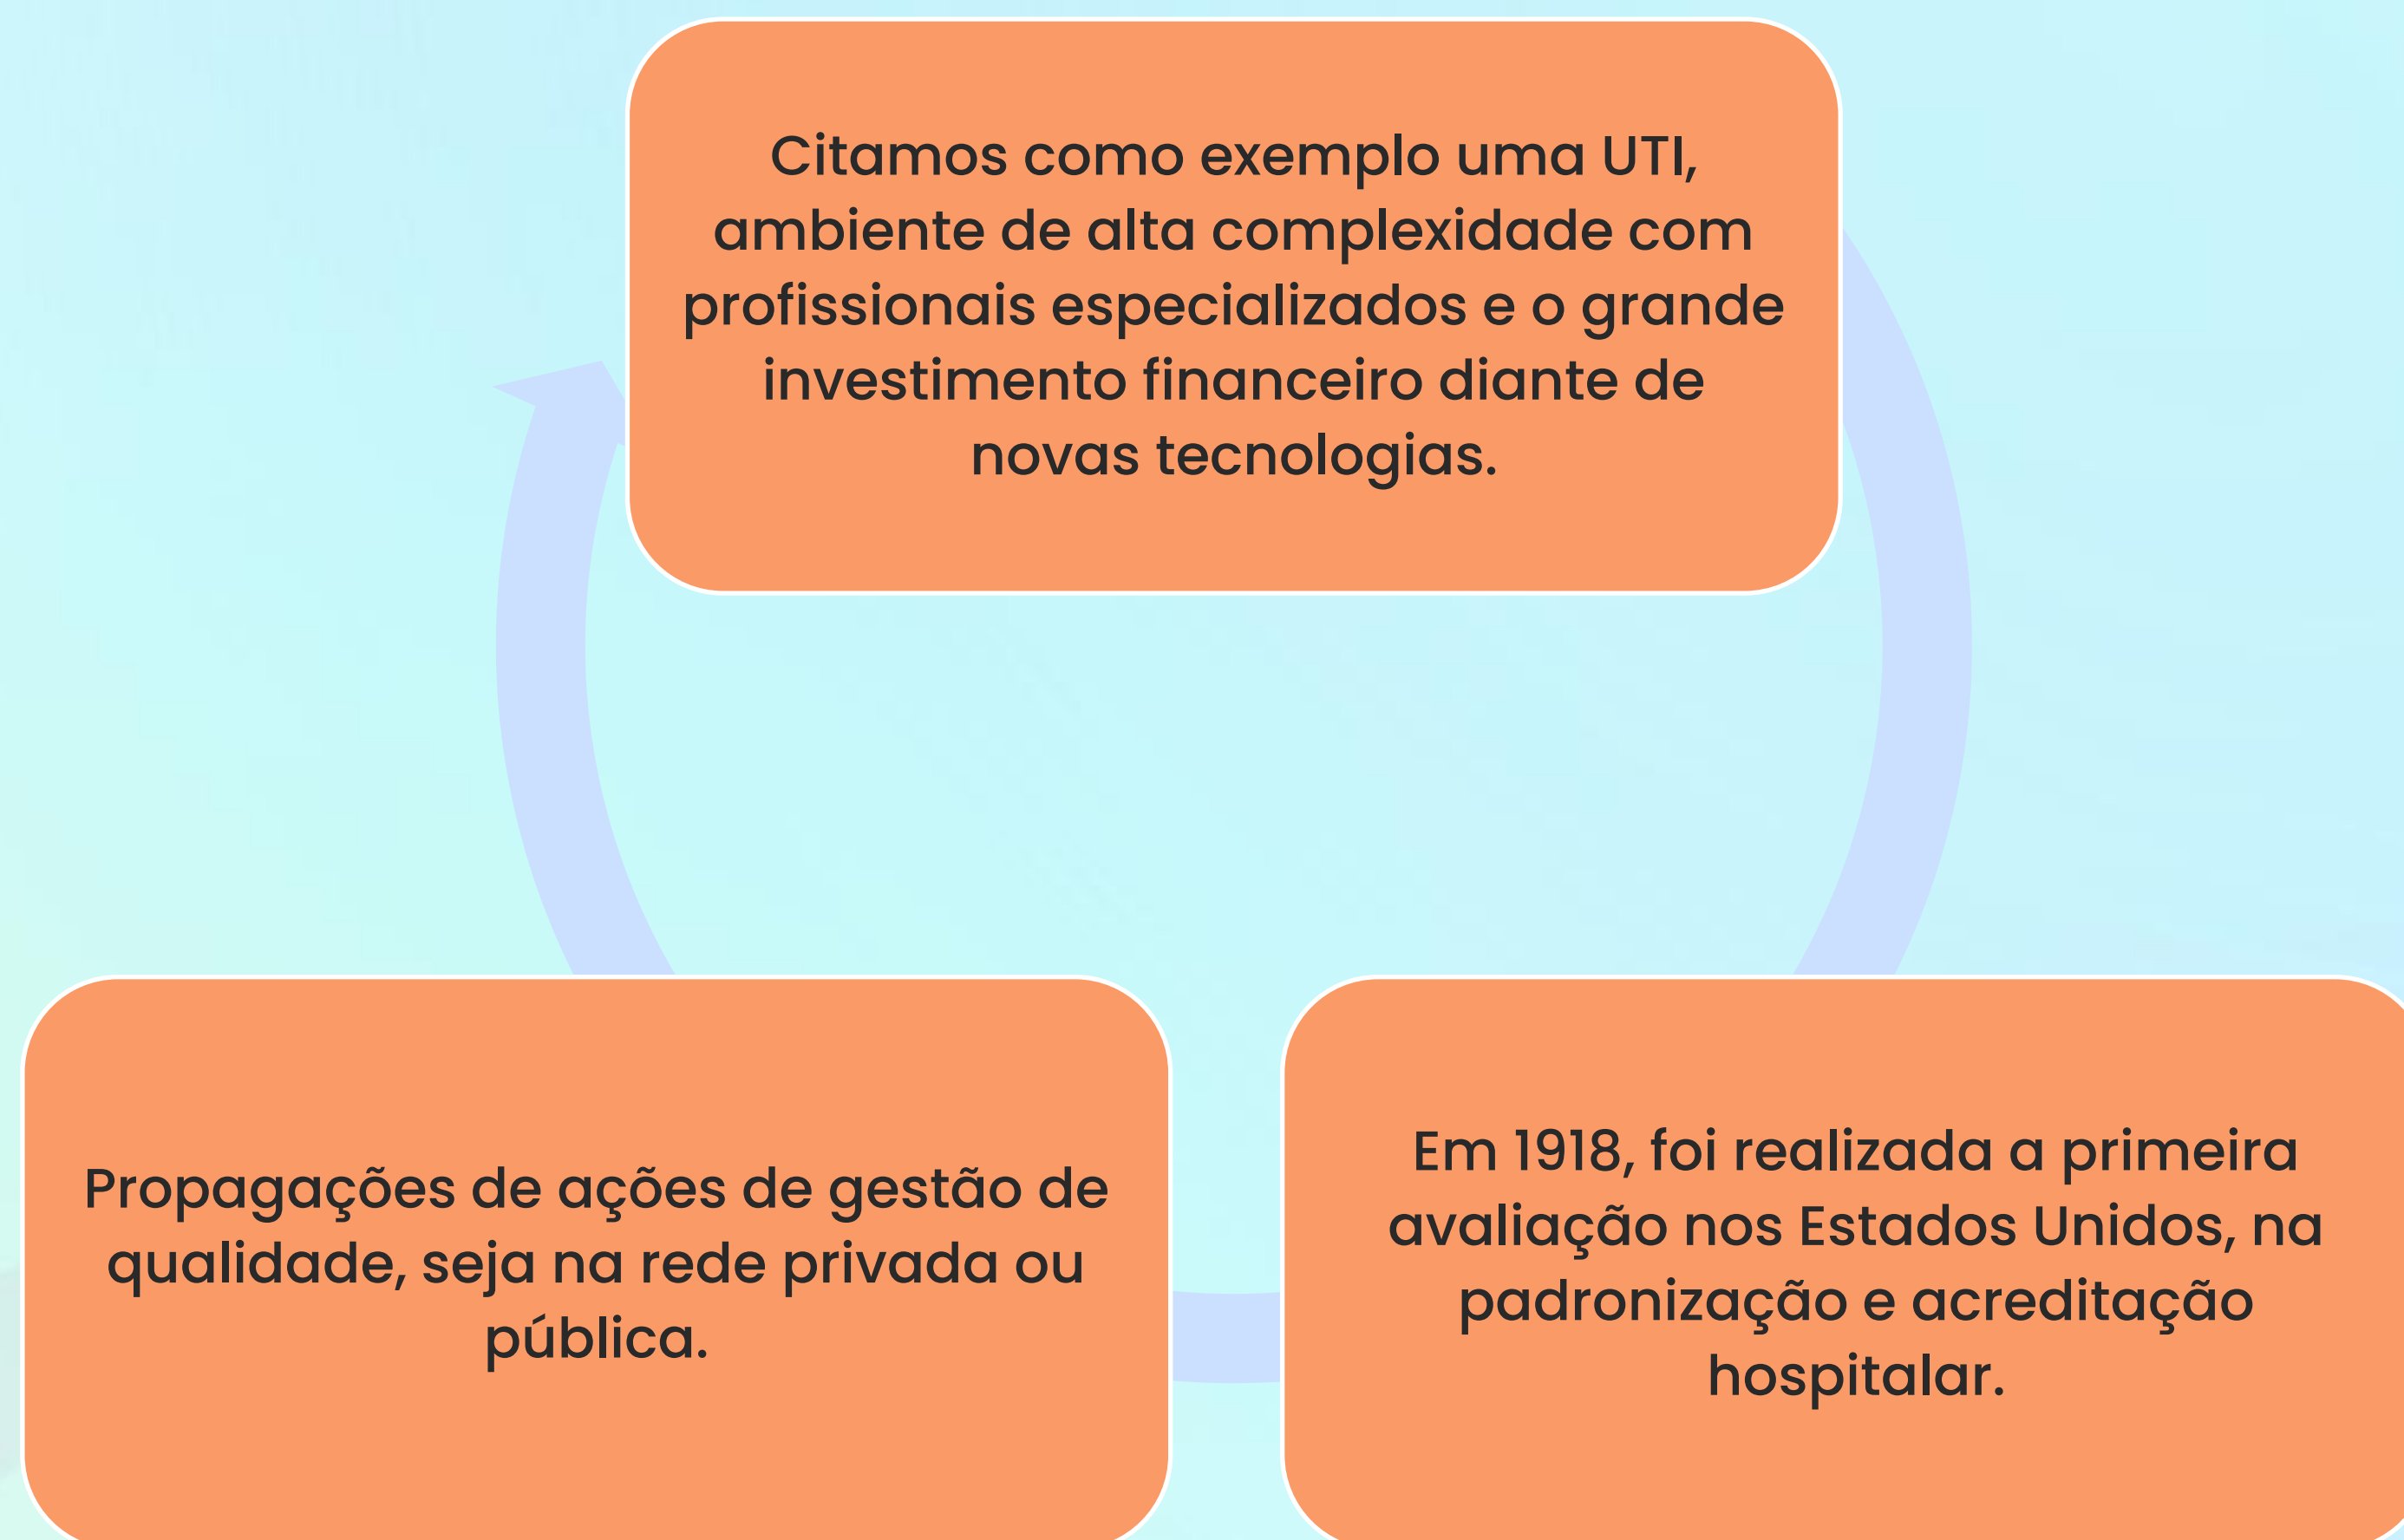 Citamos como exemplo uma UTI,
ambiente de alta complexidade com
profissionais especializados e o grande
investimento financeiro diante de
novas tecnologias.
Propagações de ações de gestão de
qualidade, seja na rede privada ou
pública.
Em 1918, foi realizada a primeira
avaliação nos Estados Unidos, na
padronização e acreditação
hospitalar.